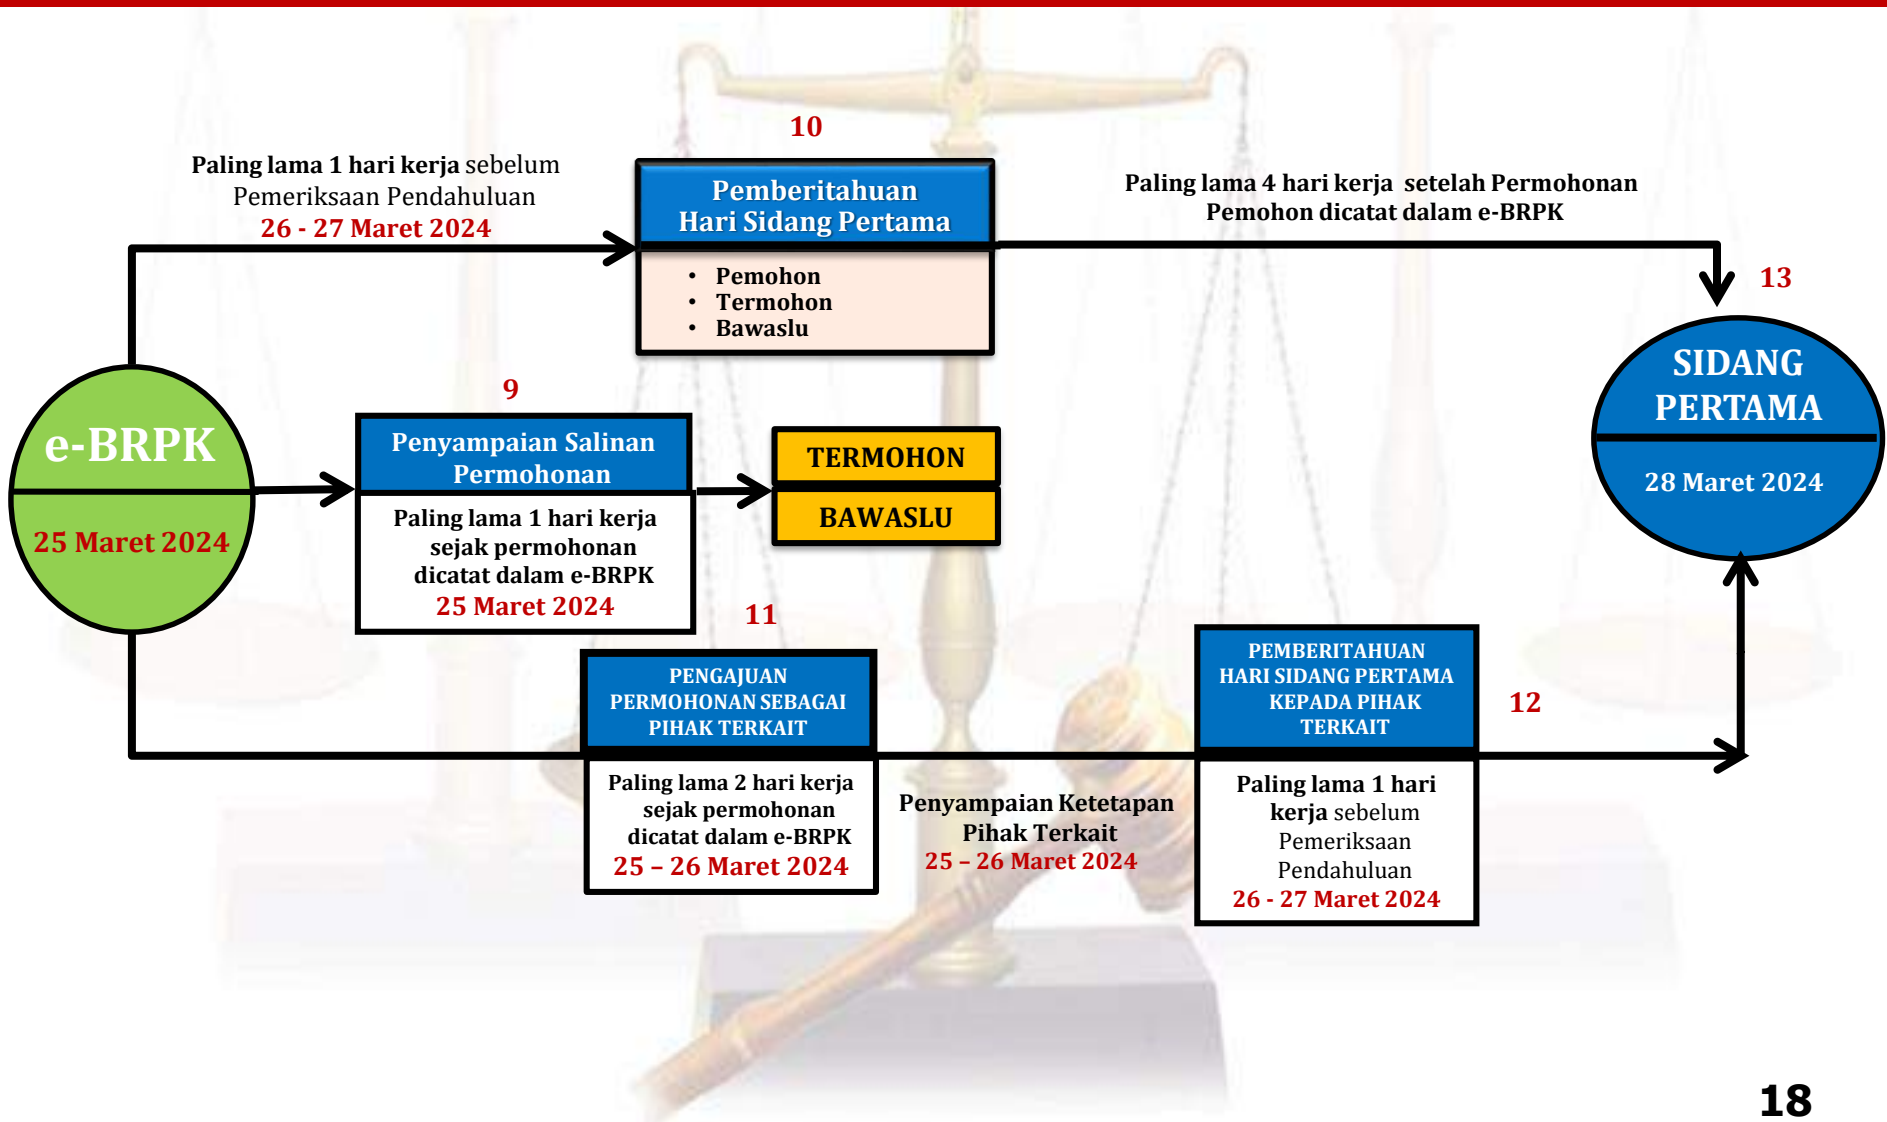 10
Paling lama 1 hari kerja sebelum
Pemeriksaan Pendahuluan
26 - 27 Maret 2024
Pemberitahuan
Hari Sidang Pertama
• Pemohon
• Termohon
• Bawaslu
Paling lama 4 hari kerja setelah Permohonan
Pemohon dicatat dalam e-BRPK
13
SIDANG
PERTAMA
28 Maret 2024
e-BRPK
25 Maret 2024
9
Penyampaian Salinan
Permohonan
Paling lama 1 hari kerja
sejak permohonan
dicatat dalam e-BRPK
25 Maret 2024
TERMOHON
BAWASLU
11
PENGAJUAN
PERMOHONAN SEBAGAI
PIHAK TERKAIT
Paling lama 2 hari kerja
sejak permohonan
dicatat dalam e-BRPK
25 – 26 Maret 2024
Penyampaian Ketetapan
Pihak Terkait
25 – 26 Maret 2024
PEMBERITAHUAN
HARI SIDANG PERTAMA
KEPADA PIHAK
TERKAIT
12
Paling lama 1 hari
kerja sebelum
Pemeriksaan
Pendahuluan
26 - 27 Maret 2024
18